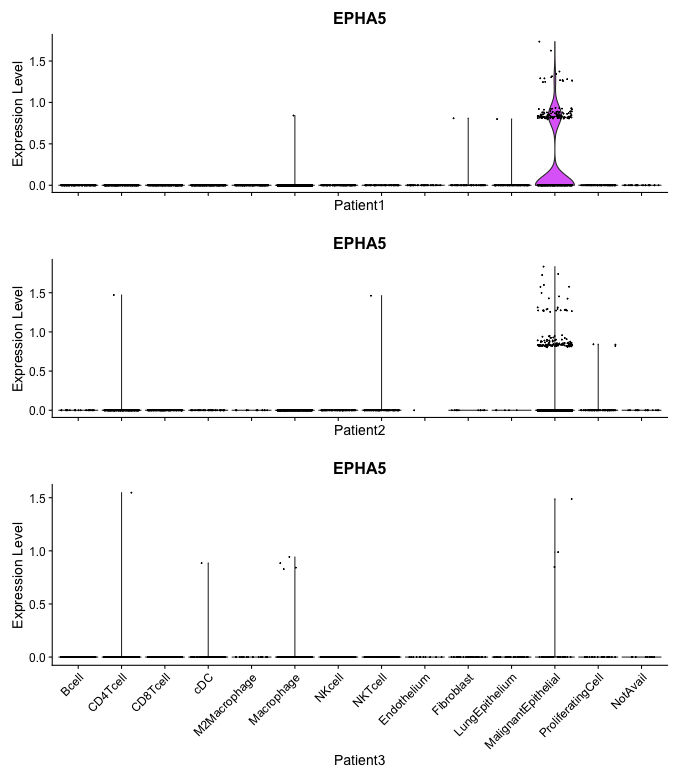 EPHA5
Expression Level
1.5
1.0
0.5
0.0
Patient1
EPHA5
Expression Level
1.5
1.0
0.5
0.0
Patient2
EPHA5
Expression Level
1.5
1.0
0.5
0.0
Bcell
CD4Tcell
CD8Tcell
cDC
M2Macrophage
Macrophage
NKcell
NKTcell
Endothelium
Fibroblast
LungEpithelium
MalignantEpithelial
ProliferatingCell
NotAvail
Patient3